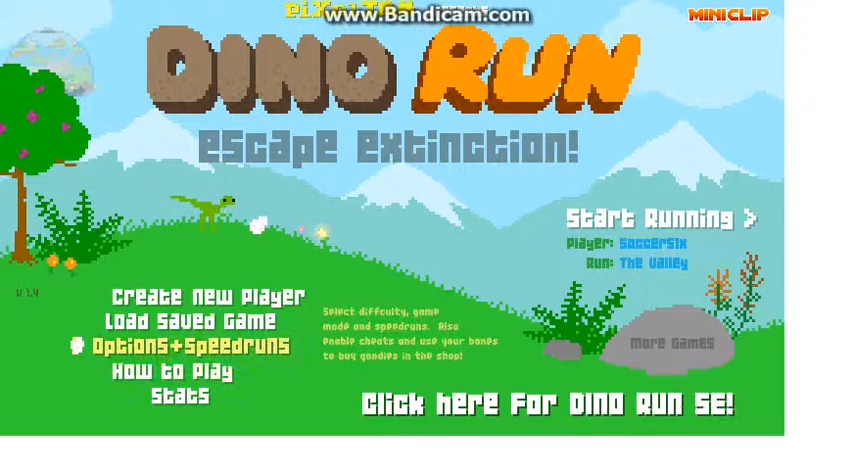 www.Bandicam.com
MINICLIP
DINO RUN
escape extinction!
Start Running >
Player: Soccer51x
Run: The Valley
V 1.4
Create New Player
Load Saved Game
Options+Speedruns
How to Play
Stats
Select difficulty, game
mode and speedruns. Also
enable cheats and use your bones
to buy goodies in the shop!
More Games
Click here for DINO RUN SE!